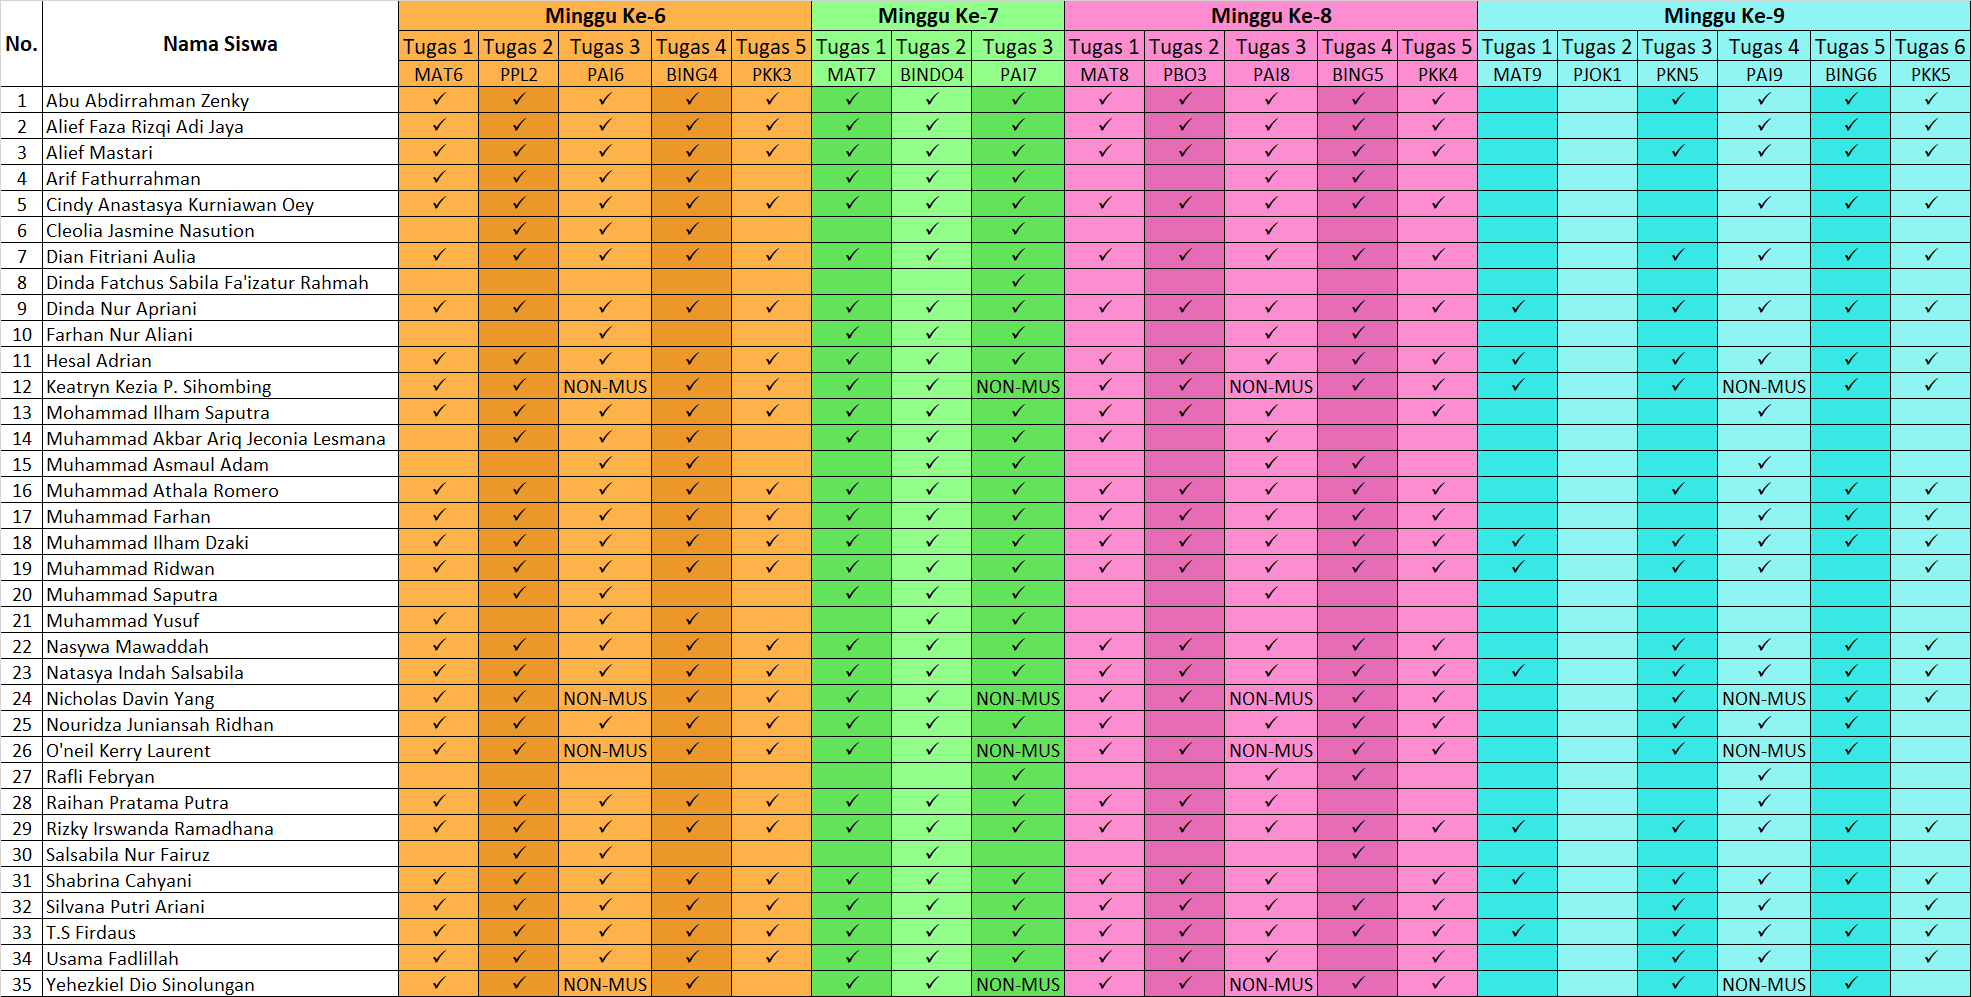 No. Nama Siswa Minggu Ke-6 Minggu Ke-7 Minggu Ke-8 Minggu Ke-9
Tugas 1 Tugas 2 Tugas 3 Tugas 4 Tugas 5 Tugas 1 Tugas 2 Tugas 3 Tugas 1 Tugas 2 Tugas 3 Tugas 4 Tugas 5 Tugas 1 Tugas 2 Tugas 3 Tugas 4 Tugas 5 Tugas 6
MAT6 PPL2 PAI6 BING4 PKK3 MAT7 BINDO4 PAI7 MAT8 PBO3 PAI8 BING5 PKK4 MAT9 PJOK1 PKN5 PAI9 BING6 PKK5
1 Abu Abdirrahman Zenky ✓ ✓ ✓ ✓ ✓ ✓ ✓ ✓ ✓ ✓ ✓ ✓ ✓ ✓ ✓ ✓ ✓
2 Alief Faza Rizqi Adi Jaya ✓ ✓ ✓ ✓ ✓ ✓ ✓ ✓ ✓ ✓ ✓ ✓ ✓ ✓ ✓ ✓
3 Alief Mastari ✓ ✓ ✓ ✓ ✓ ✓ ✓ ✓ ✓ ✓ ✓ ✓ ✓ ✓ ✓ ✓ ✓
4 Arif Fathurrahman ✓ ✓ ✓ ✓ ✓ ✓ ✓ ✓ ✓
5 Cindy Anastasya Kurniawan Oey ✓ ✓ ✓ ✓ ✓ ✓ ✓ ✓ ✓ ✓ ✓ ✓ ✓ ✓ ✓ ✓
6 Cleolia Jasmine Nasution ✓ ✓ ✓ ✓ ✓ ✓
7 Dian Fitriani Aulia ✓ ✓ ✓ ✓ ✓ ✓ ✓ ✓ ✓ ✓ ✓ ✓ ✓ ✓ ✓ ✓ ✓
8 Dinda Fatchus Sabila Fa'izatur Rahmah ✓
9 Dinda Nur Apriani ✓ ✓ ✓ ✓ ✓ ✓ ✓ ✓ ✓ ✓ ✓ ✓ ✓ ✓ ✓ ✓ ✓ ✓
10 Farhan Nur Aliani ✓ ✓ ✓ ✓ ✓ ✓
11 Hesal Adrian ✓ ✓ ✓ ✓ ✓ ✓ ✓ ✓ ✓ ✓ ✓ ✓ ✓ ✓ ✓ ✓ ✓ ✓
12 Keatryn Kezia P. Sihombing ✓ ✓ NON-MUS ✓ ✓ ✓ ✓ NON-MUS ✓ ✓ NON-MUS ✓ ✓ ✓ ✓ NON-MUS ✓ ✓
13 Mohammad Ilham Saputra ✓ ✓ ✓ ✓ ✓ ✓ ✓ ✓ ✓ ✓ ✓ ✓ ✓
14 Muhammad Akbar Ariq Jeconia Lesmana ✓ ✓ ✓ ✓ ✓ ✓ ✓ ✓
15 Muhammad Asmaul Adam ✓ ✓ ✓ ✓ ✓ ✓ ✓
16 Muhammad Athala Romero ✓ ✓ ✓ ✓ ✓ ✓ ✓ ✓ ✓ ✓ ✓ ✓ ✓ ✓ ✓ ✓ ✓
17 Muhammad Farhan ✓ ✓ ✓ ✓ ✓ ✓ ✓ ✓ ✓ ✓ ✓ ✓ ✓ ✓ ✓ ✓
18 Muhammad Ilham Dzaki ✓ ✓ ✓ ✓ ✓ ✓ ✓ ✓ ✓ ✓ ✓ ✓ ✓ ✓ ✓ ✓ ✓ ✓
19 Muhammad Ridwan ✓ ✓ ✓ ✓ ✓ ✓ ✓ ✓ ✓ ✓ ✓ ✓ ✓ ✓ ✓ ✓ ✓
20 Muhammad Saputra ✓ ✓ ✓ ✓ ✓ ✓
21 Muhammad Yusuf ✓ ✓ ✓ ✓ ✓
22 Nasywa Mawaddah ✓ ✓ ✓ ✓ ✓ ✓ ✓ ✓ ✓ ✓ ✓ ✓ ✓ ✓ ✓ ✓ ✓
23 Natasya Indah Salsabila ✓ ✓ ✓ ✓ ✓ ✓ ✓ ✓ ✓ ✓ ✓ ✓ ✓ ✓ ✓ ✓ ✓ ✓
24 Nicholas Davin Yang ✓ ✓ NON-MUS ✓ ✓ ✓ ✓ NON-MUS ✓ ✓ NON-MUS ✓ ✓ ✓ NON-MUS ✓ ✓
25 Nouridza Juniansah Ridhan ✓ ✓ ✓ ✓ ✓ ✓ ✓ ✓ ✓ ✓ ✓ ✓ ✓ ✓ ✓
26 O'neil Kerry Laurent ✓ ✓ NON-MUS ✓ ✓ ✓ ✓ NON-MUS ✓ ✓ NON-MUS ✓ ✓ ✓ NON-MUS ✓
27 Rafli Febryan ✓ ✓ ✓ ✓
28 Raihan Pratama Putra ✓ ✓ ✓ ✓ ✓ ✓ ✓ ✓ ✓ ✓ ✓ ✓
29 Rizky Irswanda Ramadhana ✓ ✓ ✓ ✓ ✓ ✓ ✓ ✓ ✓ ✓ ✓ ✓ ✓ ✓ ✓ ✓ ✓ ✓
30 Salsabila Nur Fairuz ✓ ✓ ✓ ✓
31 Shabrina Cahyani ✓ ✓ ✓ ✓ ✓ ✓ ✓ ✓ ✓ ✓ ✓ ✓ ✓ ✓ ✓ ✓ ✓
32 Silvana Putri Ariani ✓ ✓ ✓ ✓ ✓ ✓ ✓ ✓ ✓ ✓ ✓ ✓ ✓ ✓ ✓
33 T.S Firdaus ✓ ✓ ✓ ✓ ✓ ✓ ✓ ✓ ✓ ✓ ✓ ✓ ✓ ✓ ✓ ✓ ✓ ✓
34 Usama Fadlillah ✓ ✓ ✓ ✓ ✓ ✓ ✓ ✓ ✓ ✓ ✓ ✓ ✓ ✓ ✓
35 Yehezkiel Dio Sinolungan ✓ ✓ NON-MUS ✓ ✓ ✓ NON-MUS ✓ ✓ NON-MUS ✓ ✓ ✓ NON-MUS ✓